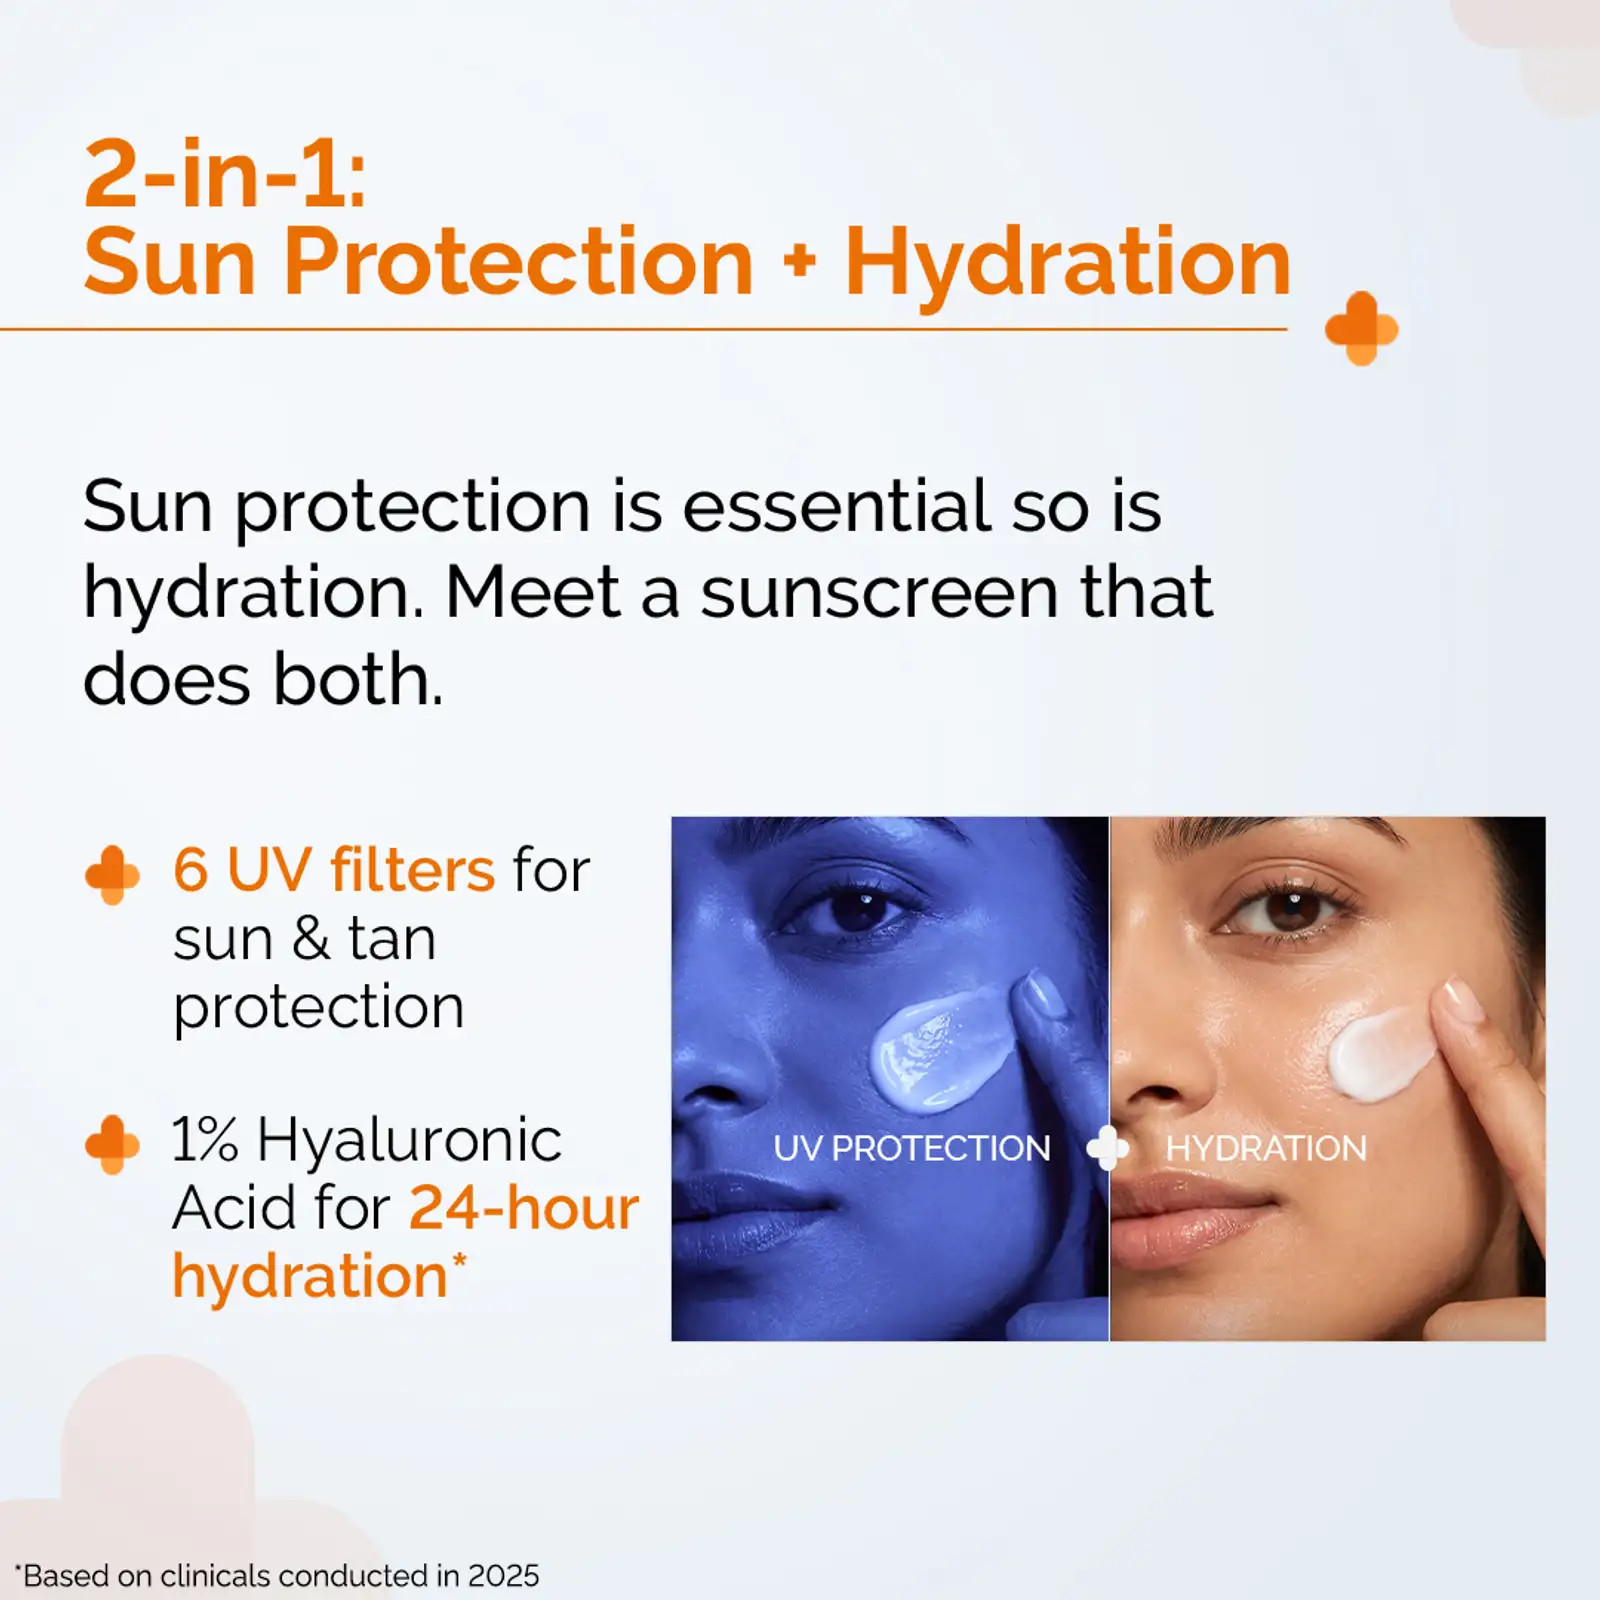 2-in-1:
Sun Protection + Hydration
Sun protection is essential so is
hydration. Meet a sunscreen that
does both.
6 UV filters for
sun & tan
protection
1% Hyaluronic
Acid for 24-hour
hydration*
UV PROTECTION
HYDRATION
*Based on clinicals conducted in 2025